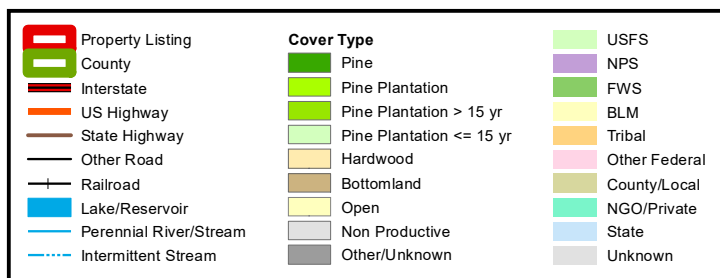 Property Listing
County
Interstate
US Highway
State Highway
Other Road
Railroad
Lake/Reservoir
Perennial River/Stream
Intermittent Stream
Cover Type
Pine
Pine Plantation
Pine Plantation > 15 yr
Pine Plantation <= 15 yr
Hardwood
Bottomland
Open
Non Productive
Other/Unknown
USFS
NPS
FWS
BLM
Tribal
Other Federal
County/Local
NGO/Private
State
Unknown